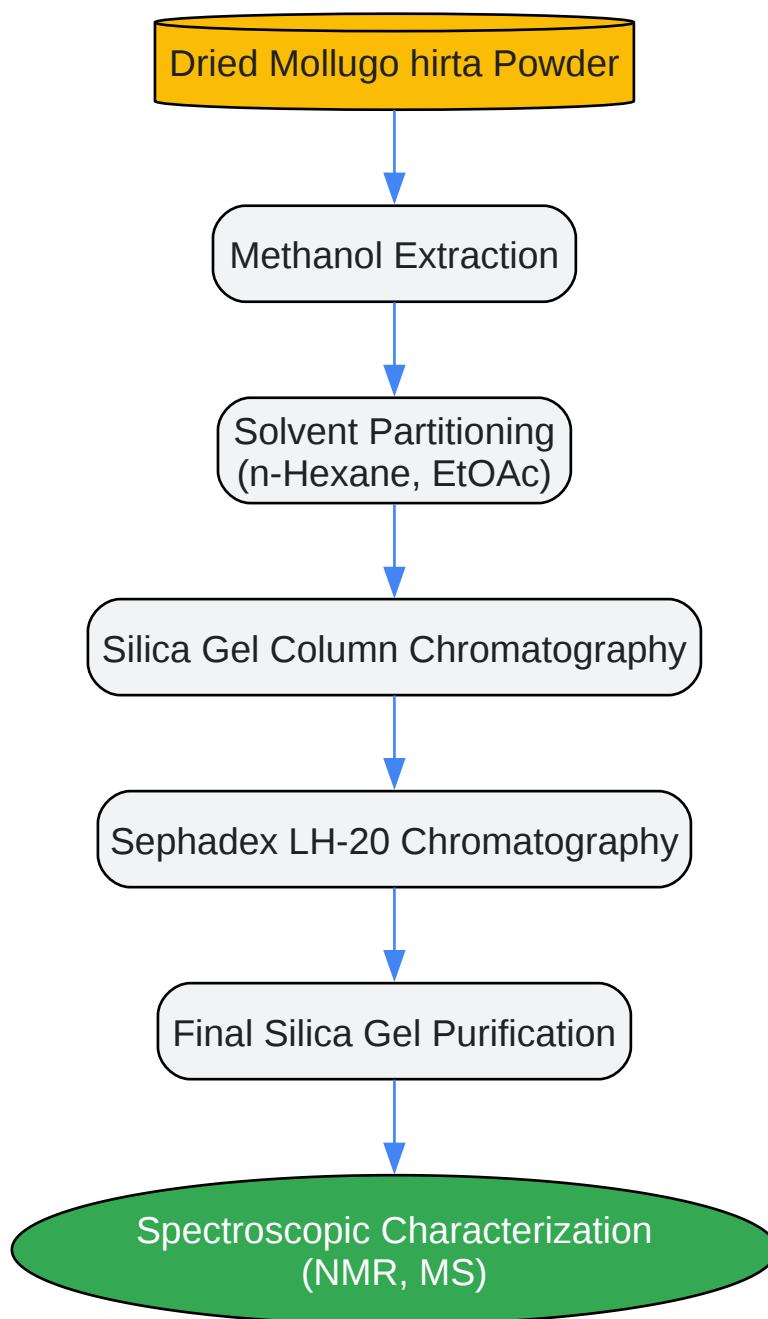 Dried Mollugo hirta Powder
Methanol Extraction
Solvent Partitioning
(n-Hexane, EtOAc)
Silica Gel Column Chromatography
Sephadex LH-20 Chromatography
Final Silica Gel Purification
Spectroscopic Characterization
(NMR, MS)